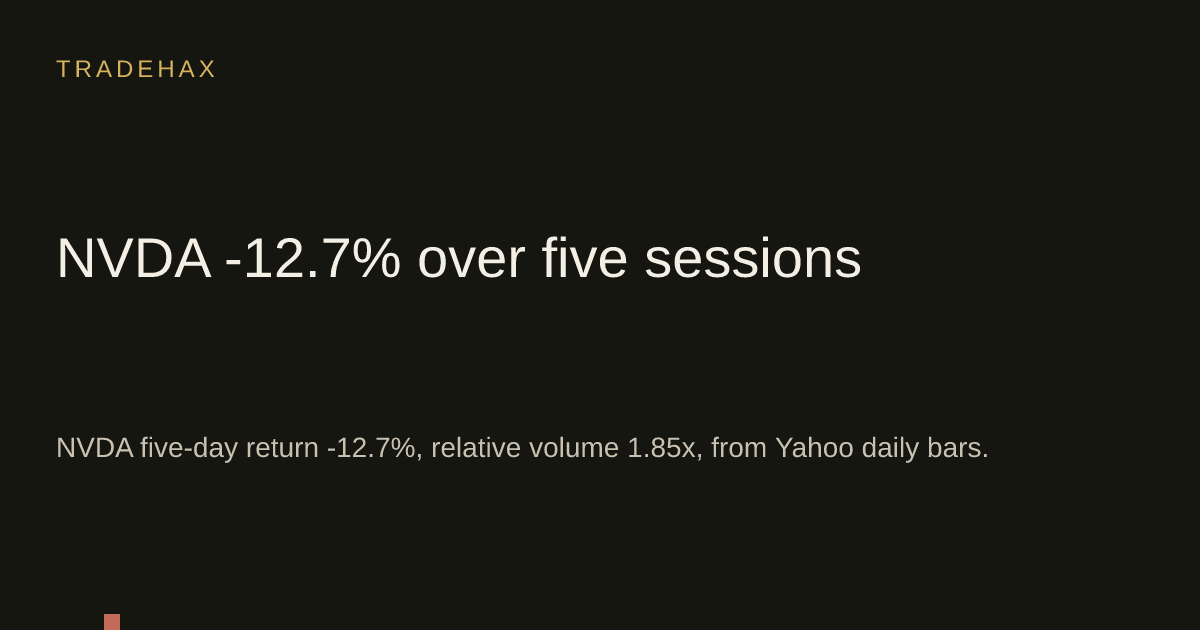 TRADEHAX
NVDA -12.7% over five sessions
NVDA five-day return -12.7%, relative volume 1.85x, from Yahoo daily bars.